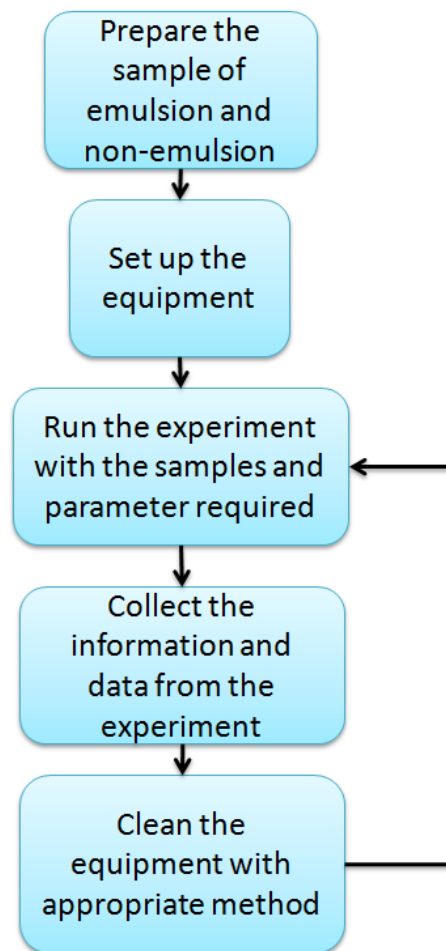 Prepare the
sample of
emulsion and
non-emulsion
Set up the
equipment
Run the experiment
with the samples and
parameter required
Collect the
information and
data from the
experiment
Clean the
equipment with
appropriate method